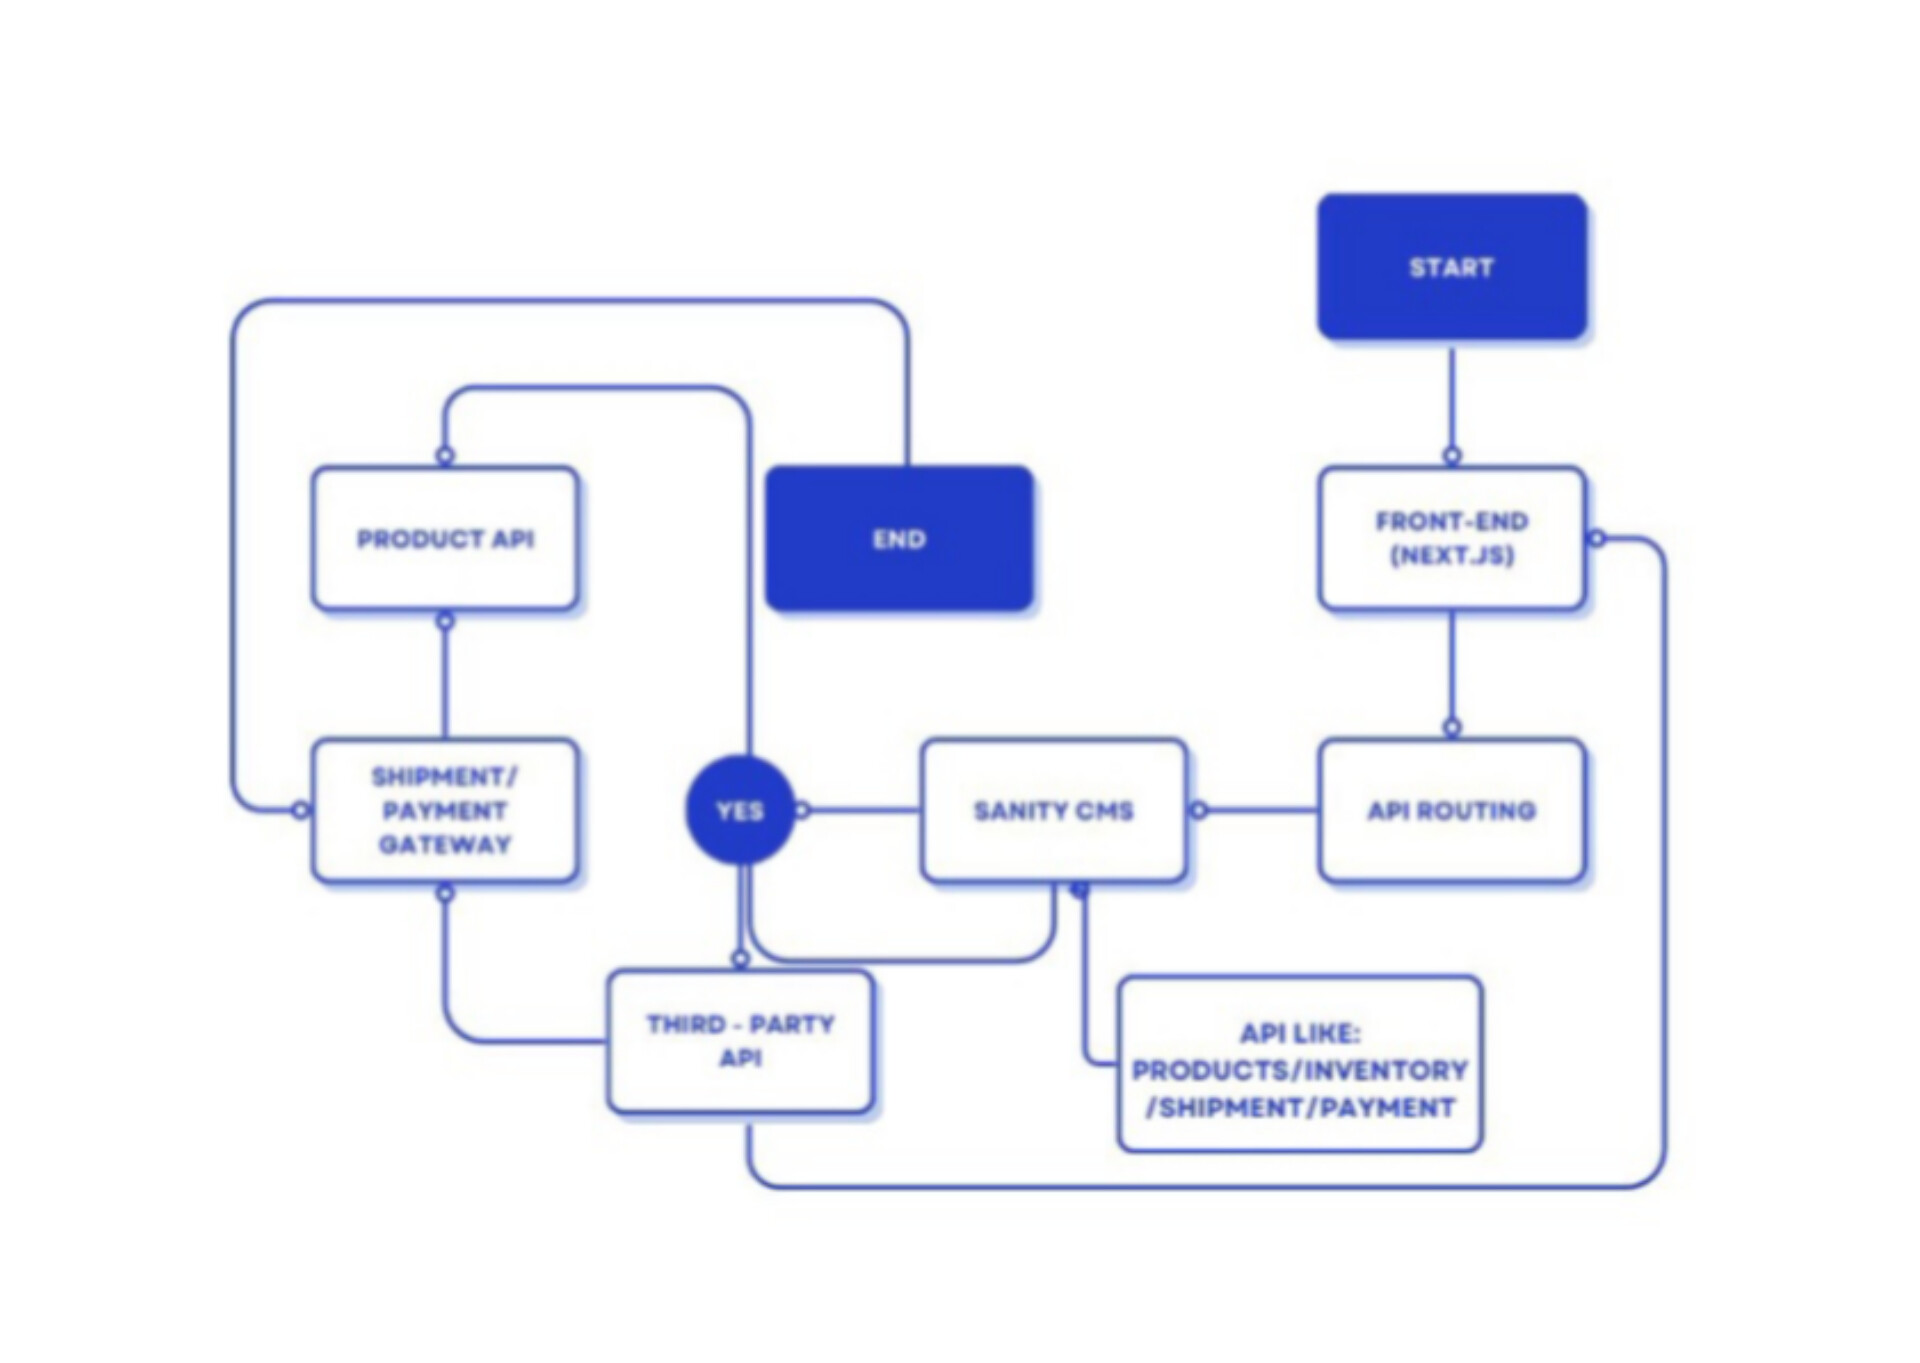 START
PRODUCT API
END
FRONT-END
(NEXT.JS)
SHIPMENT/
PAYMENT
GATEWAY
YES
SANITY CMS
API ROUTING
THIRD - PARTY
API
API LIKE:
PRODUCTS/INVENTORY
/SHIPMENT/PAYMENT